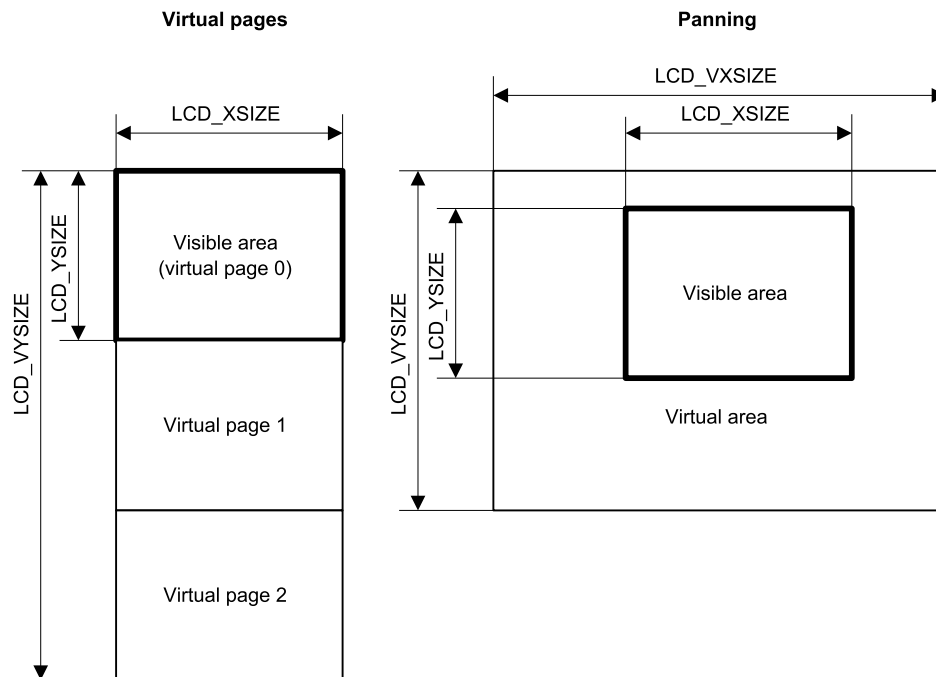 Virtual pages
LCD_XSIZE
LCD_YSIZE
LCD_VYSIZE
Visible area
(virtual page 0)
Virtual page 1
Virtual page 2
Panning
LCD_VXSIZE
LCD_XSIZE
LCD_YSIZE
LCD_VYSIZE
Visible area
Virtual area